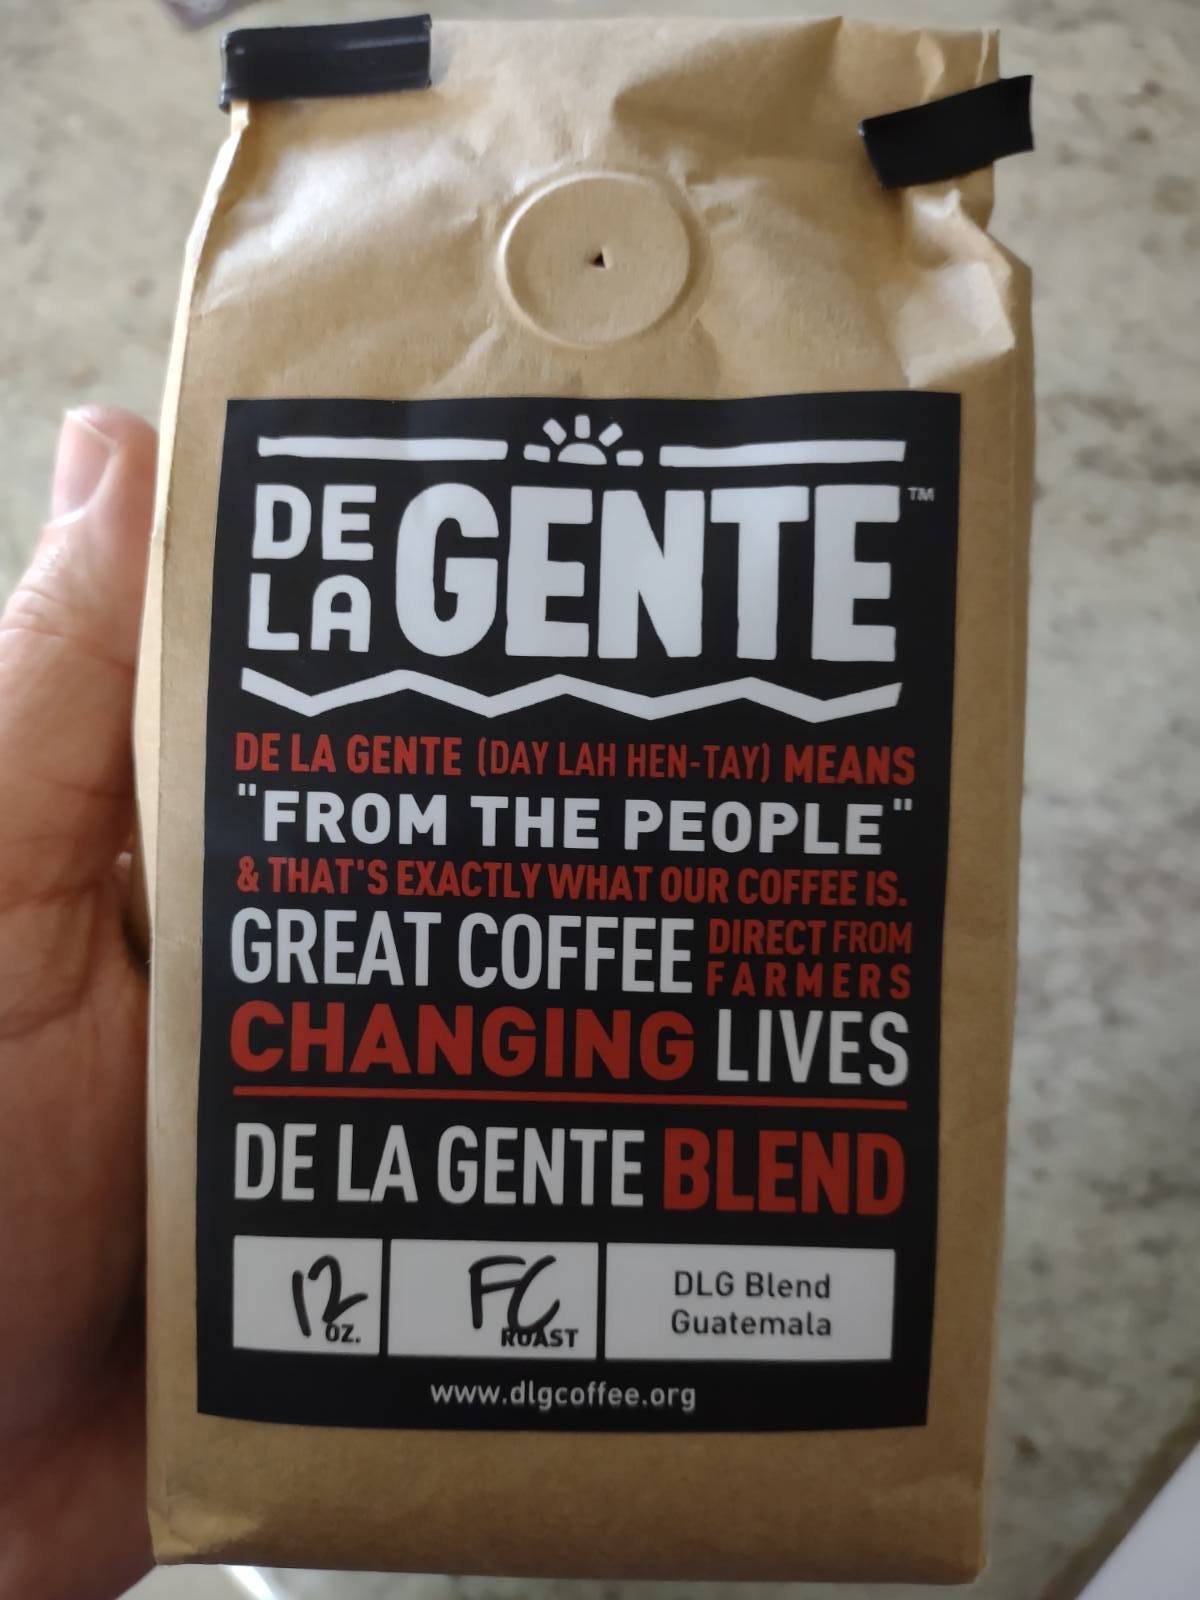 DE LA GENTE™
DE LA GENTE (DAY LAH HEN-TAY) MEANS
"FROM THE PEOPLE"
& THAT'S EXACTLY WHAT OUR COFFEE IS.
GREAT COFFEE DIRECT FROM FARMERS
CHANGING LIVES
DE LA GENTE BLEND
12 OZ.
FC ROAST
DLG Blend
Guatemala
www.dlgcoffee.org